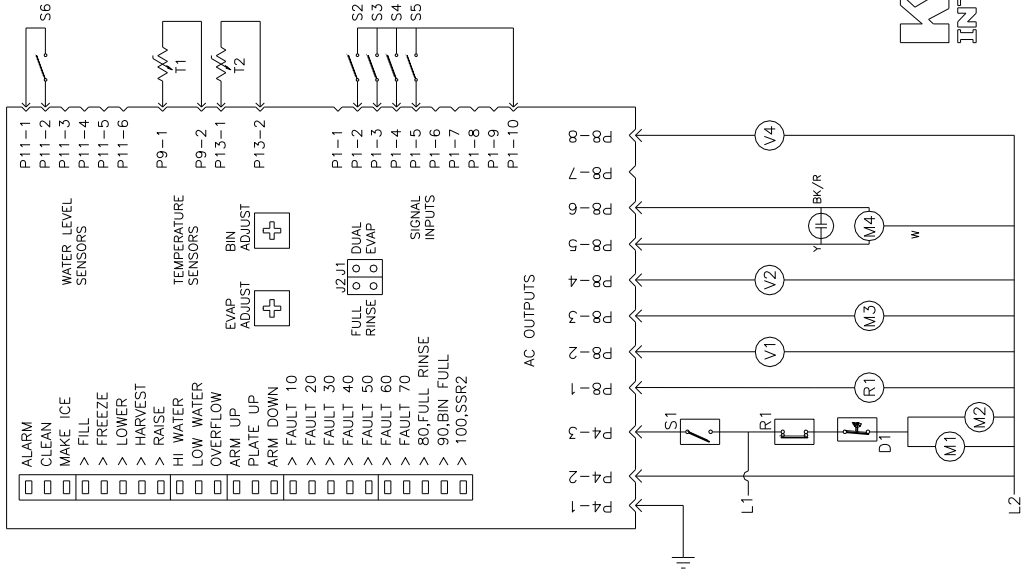 S6
S2
S3
S4
S5
T1
T2
P11-1
P11-2
P11-3
P11-4
P11-5
P11-6
P9-1
P9-2
P13-1
P13-2
P1-1
P1-2
P1-3
P1-4
P1-5
P1-6
P1-7
P1-8
P1-9
P1-10
WATER LEVEL
SENSORS
TEMPERATURE
SENSORS
BIN
ADJUST
EVAP
ADJUST
J2 J1
DUAL
EVAP
FULL
RINSE
SIGNAL
INPUTS
AC OUTPUTS
ALARM
CLEAN
MAKE ICE
> FILL
> FREEZE
> LOWER
> HARVEST
> RAISE
HI WATER
LOW WATER
OVERFLOW
ARM UP
PLATE UP
ARM DOWN
> FAULT 10
> FAULT 20
> FAULT 30
> FAULT 40
> FAULT 50
> FAULT 60
> FAULT 70
> 80,FULL RINSE
> 90,BIN FULL
> 100,SSR2
P8-8
P8-7
P8-6
P8-5
P8-4
P8-3
P8-2
P8-1
P4-3
P4-2
P4-1
V4
BK/R
Y
M4
W
V2
M3
V1
R1
S1
R1
D1
M2
M1
L1
L2